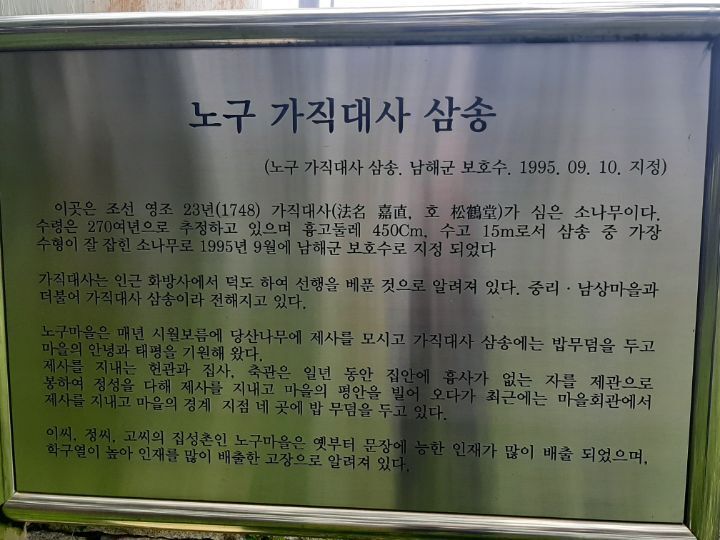 노구 가직대사 삼송
(노구 가직대사 삼송. 남해군 보호수. 1995. 09. 10. 지정)
이곳은 조선 영조 23년(1748) 가직대사(法名 嘉直, 호 松鶴堂)가 심은 소나무이다.
수령은 270여년으로 추정하고 있으며 흉고둘레 450Cm, 수고 15m로서 삼송 중 가장
수형이 잘 잡힌 소나무로 1995년 9월에 남해군 보호수로 지정 되었다
가직대사는 인근 화방사에서 덕도 하여 선행을 베푼 것으로 알려져 있다. 중리 · 남상마을과
더불어 가직대사 삼송이라 전해지고 있다.
노구마을은 매년 시월보름에 당산나무에 제사를 모시고 가직대사 삼송에는 밥무덤을 두고
마을의 안녕과 태평을 기원해 왔다.
제사를 지내는 헌관과 집사, 축관은 일년 동안 집안에 흉사가 없는 자를 제관으로
봉하여 정성을 다해 제사를 지내고 마을의 평안을 빌어 오다가 최근에는 마을회관에서
제사를 지내고 마을의 경계 지점 네 곳에 밥 무덤을 두고 있다.
이씨, 정씨, 고씨의 집성촌인 노구마을은 옛부터 문장에 능한 인재가 많이 배출 되었으며,
학구열이 높아 인재를 많이 배출한 고장으로 알려져 있다.